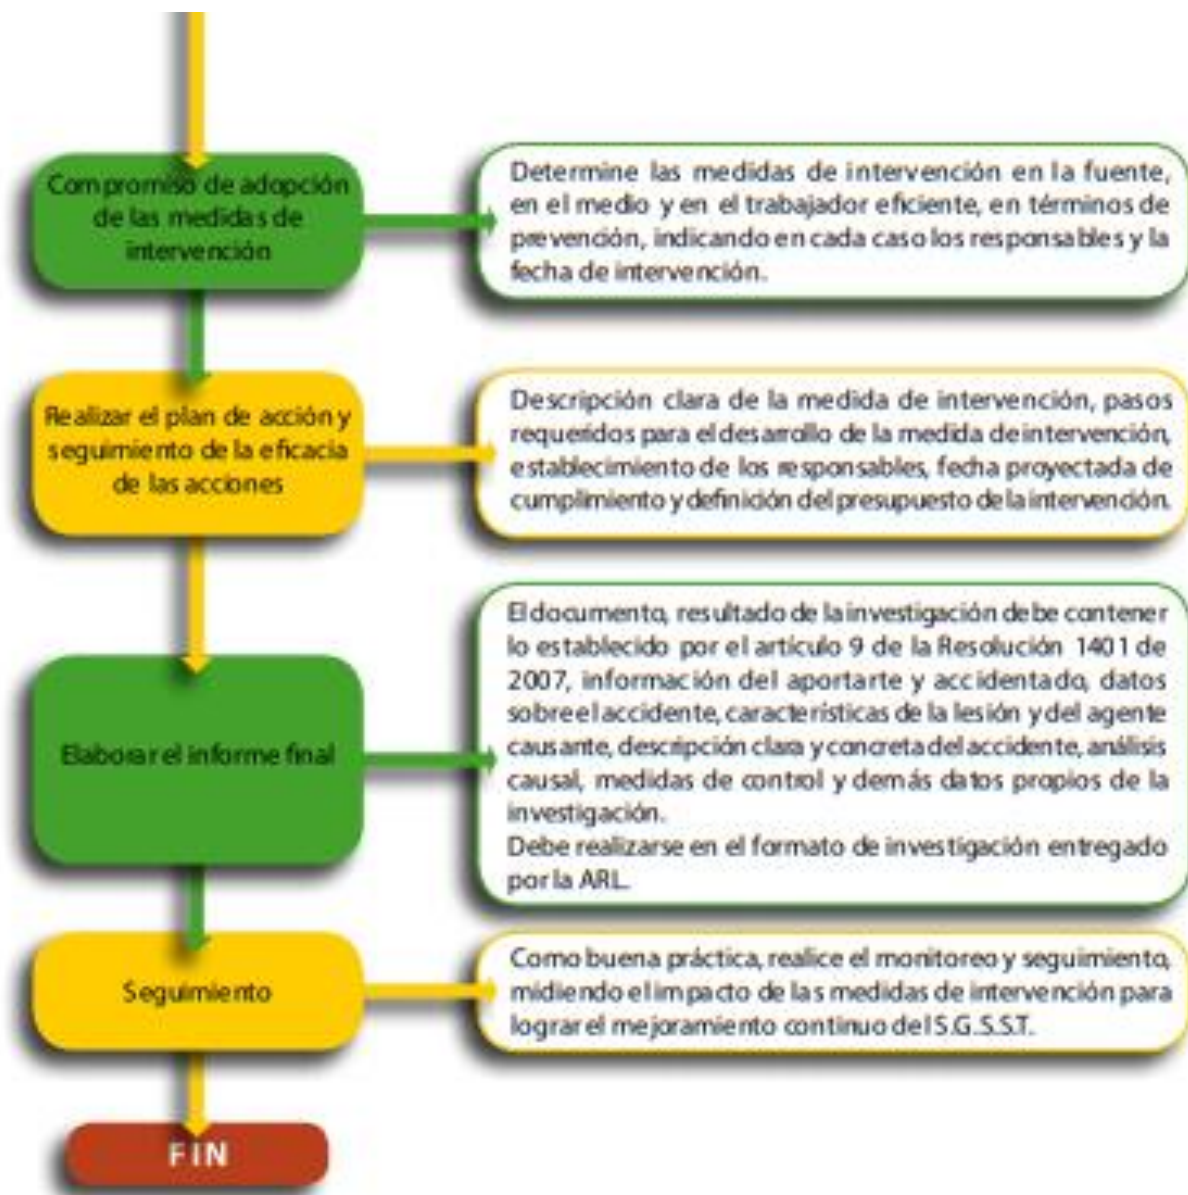 Compromiso de adopción
de las medidas de
intervención
Determine las medidas de intervención en la fuente,
en el medio y en el trabajador eficiente, en términos de
prevención, indicando en cada caso los responsables y la
fecha de intervención.
Realizar el plan de acción y
seguimiento de la eficacia
de las acciones
Descripción clara de la medida de intervención, pasos
requeridos para el desarrollo de la medida de intervención,
establecimiento de los responsables, fecha proyectada de
cumplimiento y definición del presupuesto de la intervención.
Elaborar el informe final
El documento, resultado de la investigación debe contener
lo establecido por el artículo 9 de la Resolución 1401 de
2007, información del aportarte y accidentado, datos
sobre el accidente, características de la lesión y del agente
causante, descripción clara y concreta del accidente, análisis
causal, medidas de control y demás datos propios de la
investigación.
Debe realizarse en el formato de investigación entregado
por la ARL.
Seguimiento
Como buena práctica, realice el monitoreo y seguimiento,
midiendo el impacto de las medidas de intervención para
lograr el mejoramiento continuo del S.G.S.S.T.
FIN